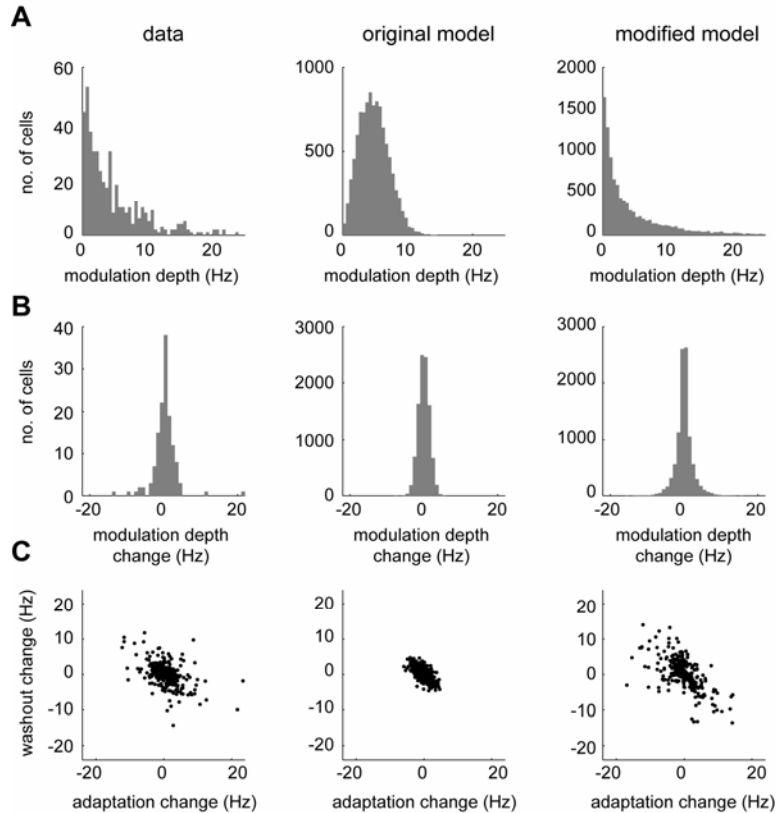 A
data
original model
modified model
no. of cells
60
40
20
0
0 10 20
modulation depth (Hz)
1000
500
0
0 10 20
modulation depth (Hz)
2000
1500
1000
500
0
0 10 20
modulation depth (Hz)
B
no. of cells
40
30
20
10
0
-20 0 20
modulation depth
change (Hz)
3000
2000
1000
0
-20 0 20
modulation depth
change (Hz)
3000
2000
1000
0
-20 0 20
modulation depth
change (Hz)
C
washout change (Hz)
20
10
0
-10
-20
-20 0 20
adaptation change (Hz)
20
10
0
-10
-20
-20 0 20
adaptation change (Hz)
20
10
0
-10
-20
-20 0 20
adaptation change (Hz)